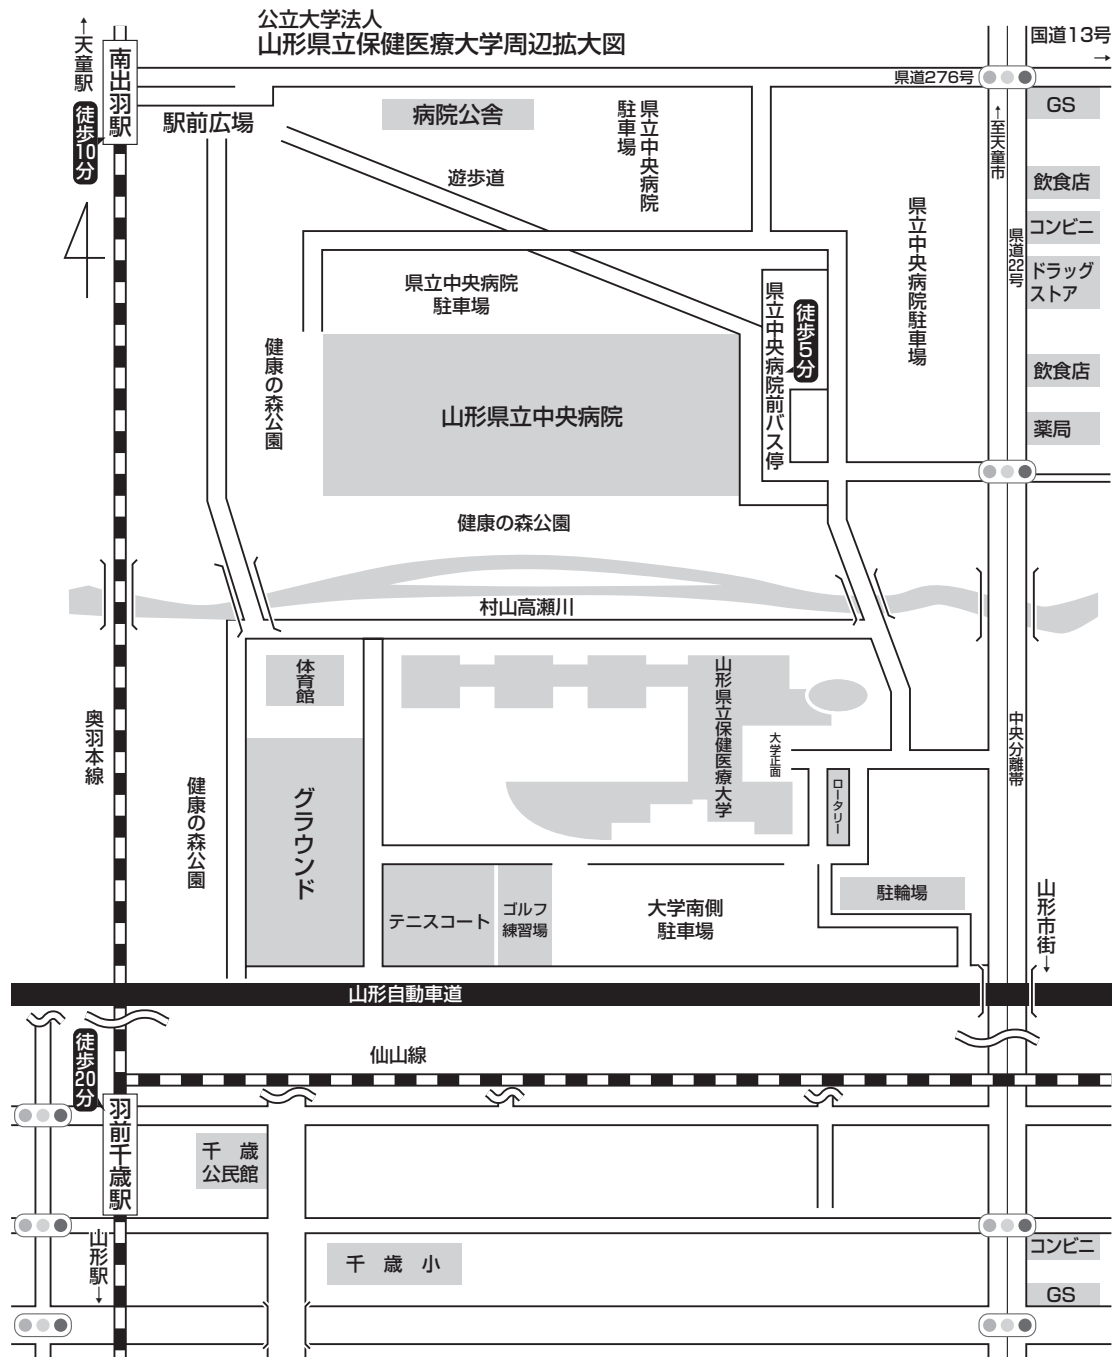 公立大学法人
山形県立保健医療大学周辺拡大図
国道13号
→
↑天童駅
南出羽駅
徒歩10分
県道276号
駅前広場
病院公舎
県立中央病院
駐車場
遊歩道
↑至天童市
GS
飲食店
コンビニ
ドラッグ
ストア
飲食店
薬局
県道22号
県立中央病院駐車場
県立中央病院
駐車場
県立中央病院前バス停
徒歩5分
健康の森公園
山形県立中央病院
健康の森公園
村山高瀬川
体育館
山形県立保健医療大学
大学正面
ロータリー
中央分離帯
奥羽本線
健康の森公園
グラウンド
テニスコート
ゴルフ
練習場
大学南側
駐車場
駐輪場
山形市街→
山形自動車道
仙山線
徒歩20分
羽前千歳駅
千歳
公民館
千歳小
山形駅→
コンビニ
GS